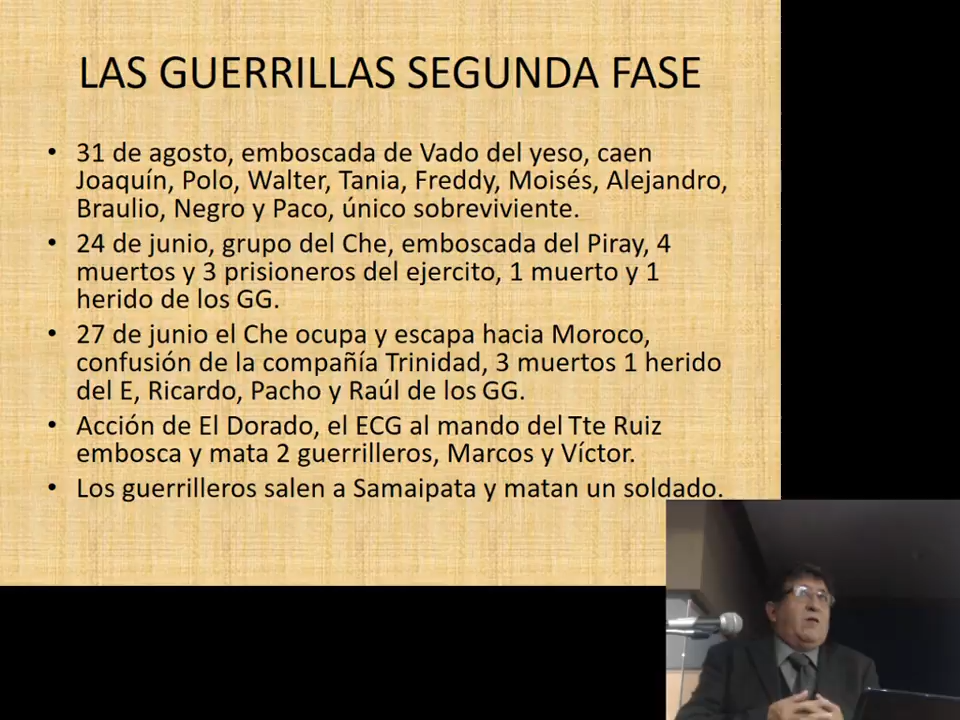 LAS GUERRILLAS SEGUNDA FASE
• 31 de agosto, emboscada de Vado del yeso, caen
Joaquín, Polo, Walter, Tania, Freddy, Moisés, Alejandro,
Braulio, Negro y Paco, único sobreviviente.
• 24 de junio, grupo del Che, emboscada del Piray, 4
muertos y 3 prisioneros del ejercito, 1 muerto y 1
herido de los GG.
• 27 de junio el Che ocupa y escapa hacia Moroco,
confusión de la compañía Trinidad, 3 muertos 1 herido
del E, Ricardo, Pacho y Raúl de los GG.
• Acción de El Dorado, el ECG al mando del Tte Ruiz
embosca y mata 2 guerrilleros, Marcos y Víctor.
• Los guerrilleros salen a Samaipata y matan un soldado.